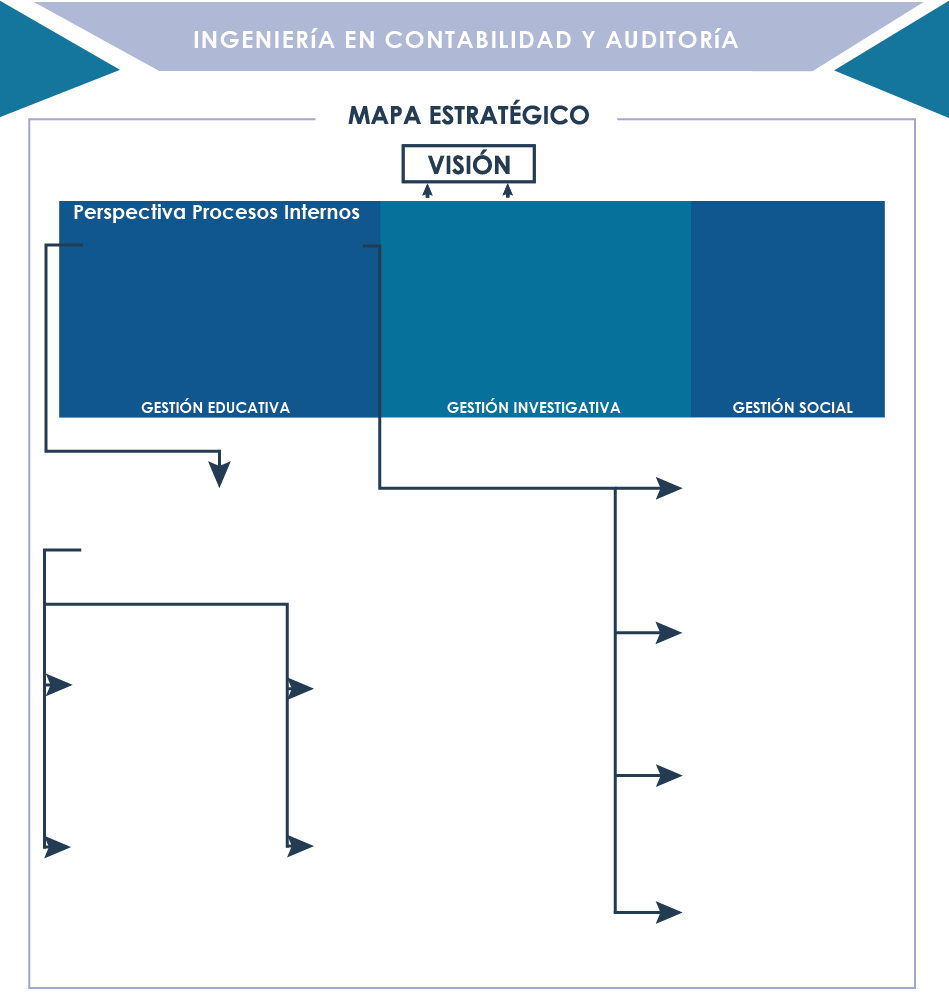 INGENIERíA EN CONTABILIDAD Y AUDITORíA
MAPA ESTRATÉGICO
VISIÓN
Perspectiva Procesos Internos
GESTIÓN EDUCATIVA
GESTIÓN INVESTIGATIVA
GESTIÓN SOCIAL